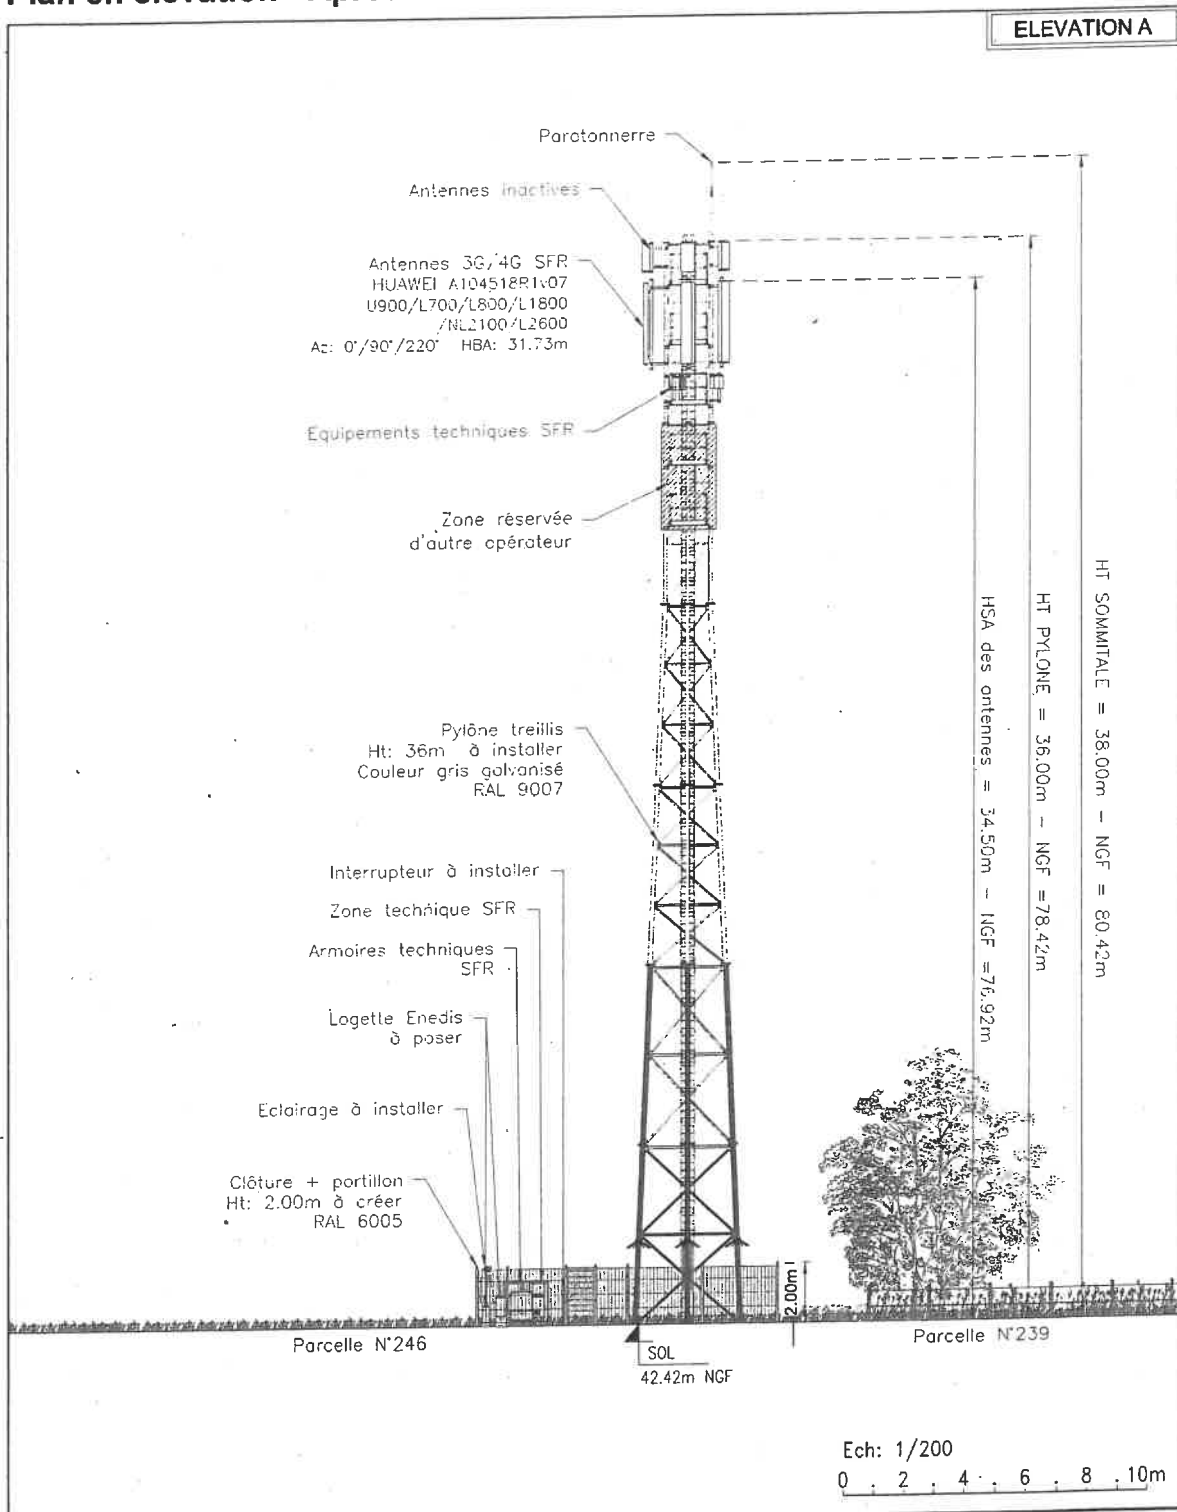 Plan en élévation
ELEVATION A
Paratonnerre
Antennes inactives
Antennes 3G/4G SFR
HUAWEI A104518R1v07
U900/L700/L800/L1800
/NL2100/L2600
Az: 0°/90°/220° HBA: 31.73m
Equipements techniques SFR
Zone réservée
d'autre opérateur
HT SOMMITALE = 38.00m - NGF = 80.42m
HT PYLONE = 36.00m - NGF =78.42m
HSA des antennes = 34.50m - NGF =76.92m
Pylône treillis
Ht: 36m à installer
Couleur gris galvanisé
RAL 9007
Interrupteur à installer
Zone technique SFR
Armoires techniques
SFR
Logette Enedis
à poser
Eclairage à installer
Clôture + portillon
Ht: 2.00m à créer
RAL 6005
2.00m
Parcelle N°246
Parcelle N°239
SOL
42.42m NGF
Ech: 1/200
0 . 2 . 4 . 6 . 8 . 10m